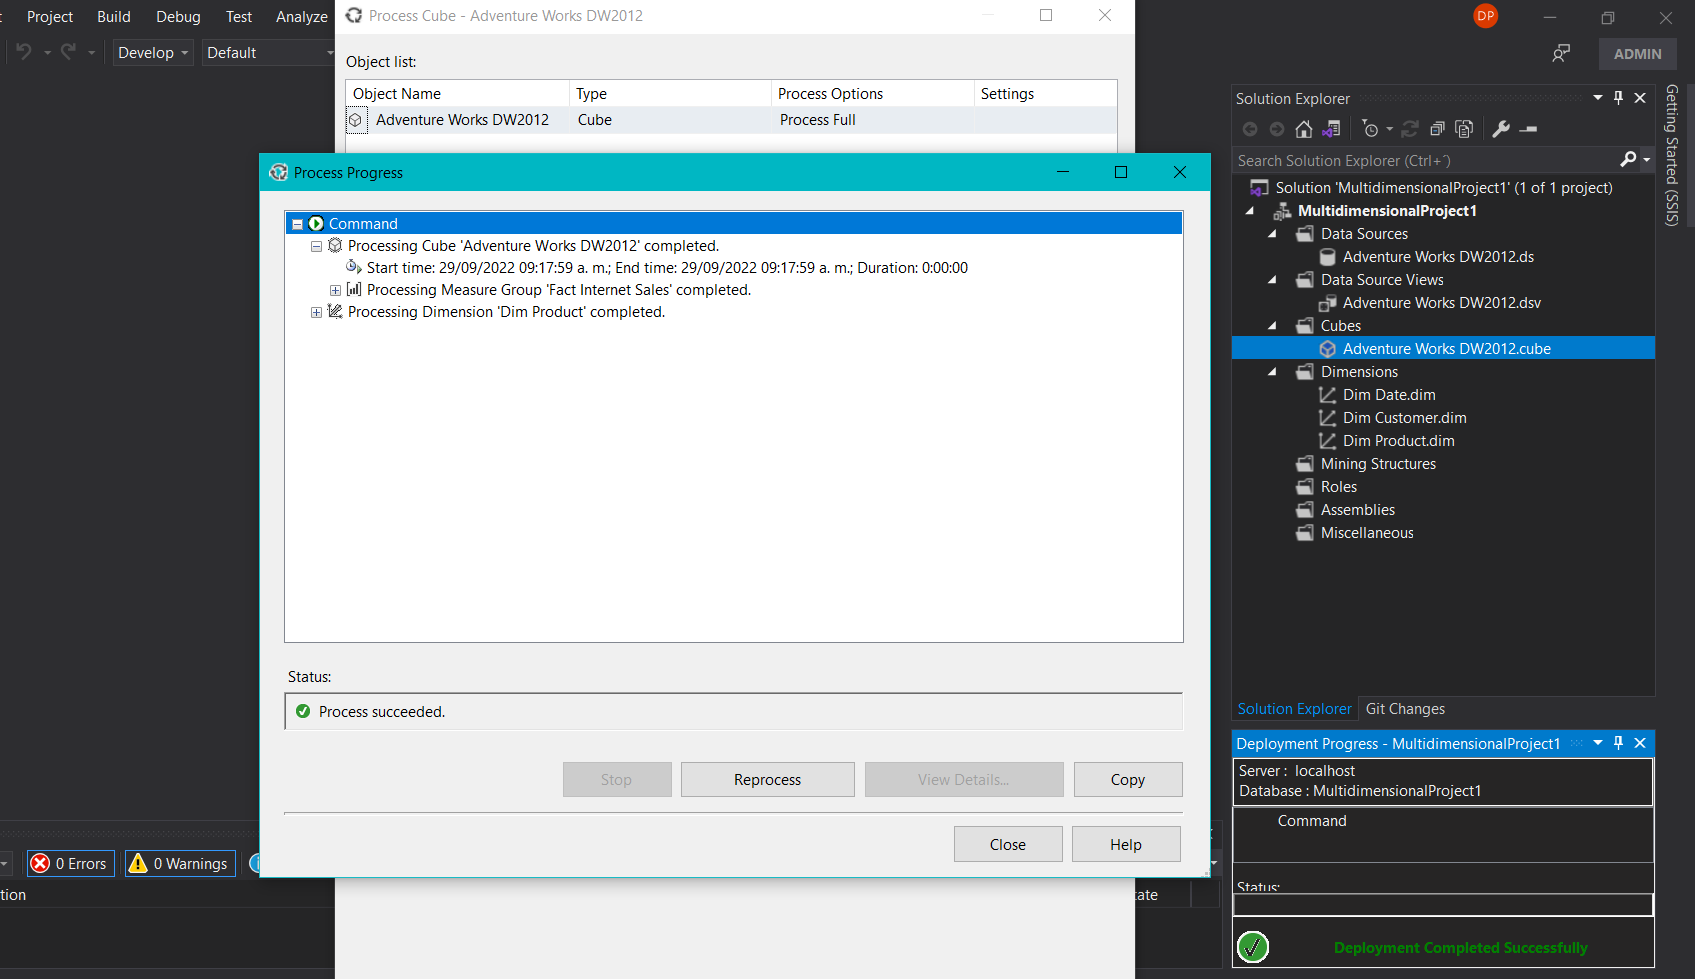 Project Build Debug Test Analyze
Process Cube - Adventure Works DW2012
DP
Develop Default
ADMIN
Object list:
Object Name Type Process Options Settings
Adventure Works DW2012 Cube Process Full
Process Progress
Command
Processing Cube 'Adventure Works DW2012' completed.
Start time: 29/09/2022 09:17:59 a. m.; End time: 29/09/2022 09:17:59 a. m.; Duration: 0:00:00
Processing Measure Group 'Fact Internet Sales' completed.
Processing Dimension 'Dim Product' completed.
Status:
Process succeeded.
Stop Reprocess View Details... Copy
Close Help
0 Errors 0 Warnings
tion
tate
Solution Explorer
Search Solution Explorer (Ctrl+´)
Solution 'MultidimensionalProject1' (1 of 1 project)
MultidimensionalProject1
Data Sources
Adventure Works DW2012.ds
Data Source Views
Adventure Works DW2012.dsv
Cubes
Adventure Works DW2012.cube
Dimensions
Dim Date.dim
Dim Customer.dim
Dim Product.dim
Mining Structures
Roles
Assemblies
Miscellaneous
Solution Explorer Git Changes
Deployment Progress - MultidimensionalProject1
Server : localhost
Database : MultidimensionalProject1
Command
Status:
Deployment Completed Successfully
Getting Started (SSIS)